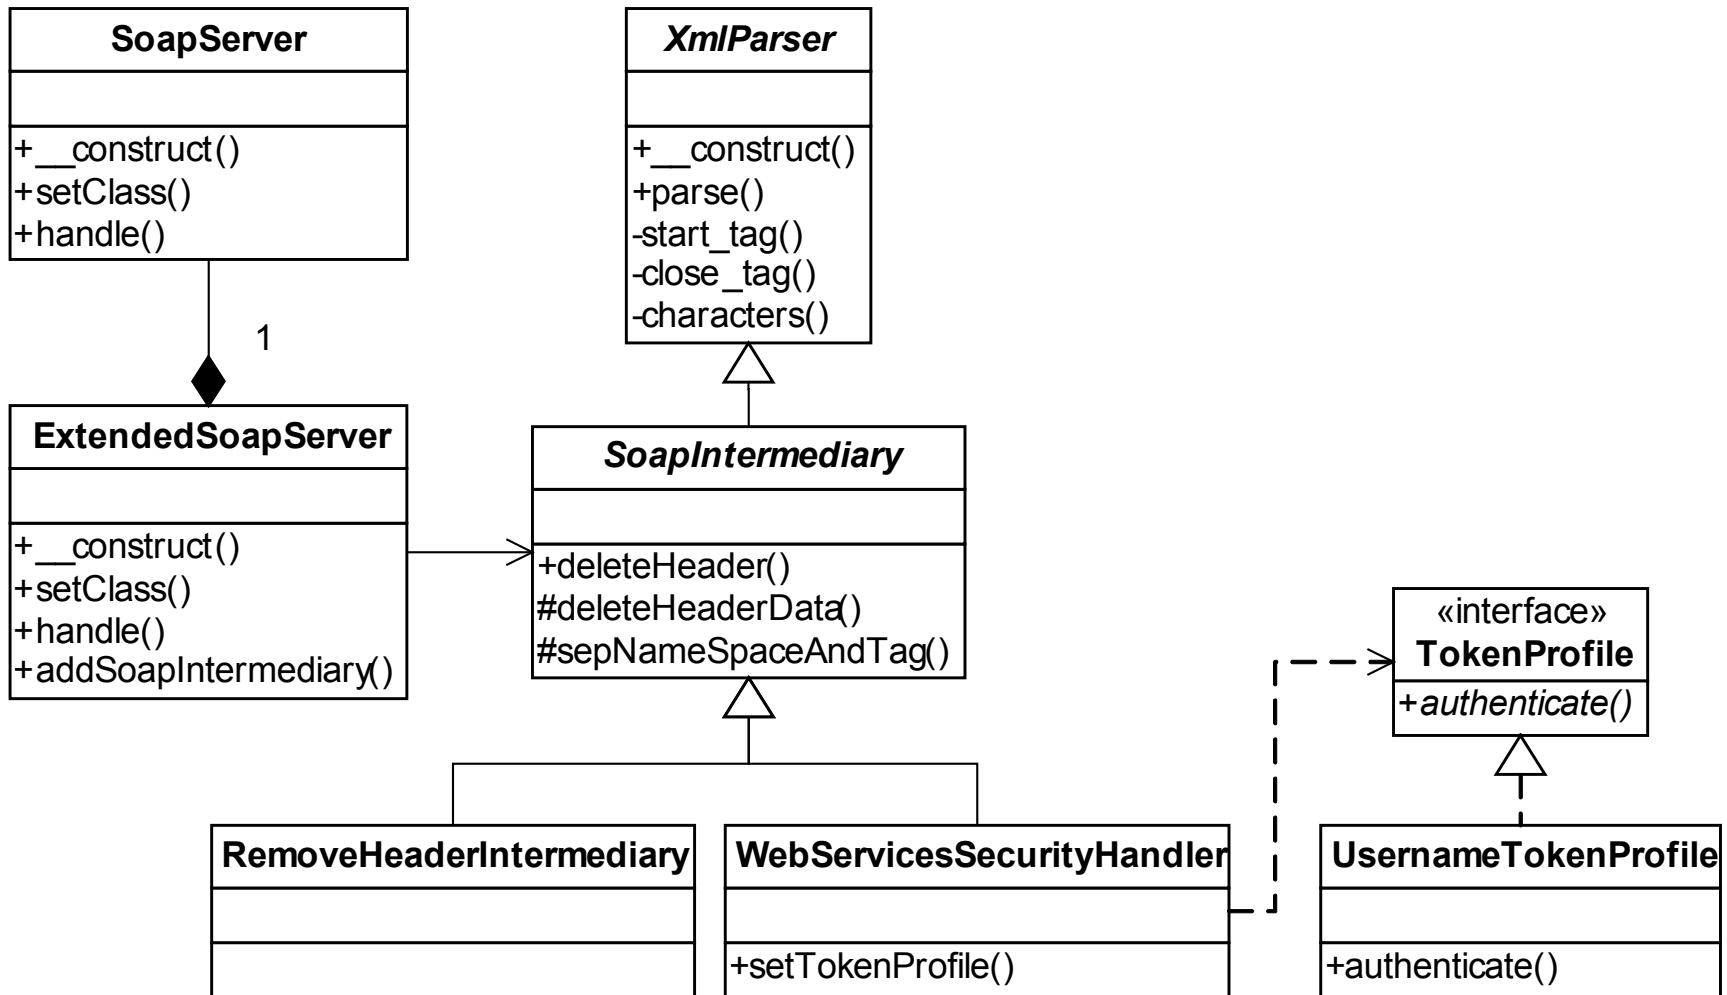 SoapServer
+__construct()
+setClass()
+handle()
XmlParser
+__construct()
+parse()
-start_tag()
-close_tag()
-characters()
1
ExtendedSoapServer
+__construct()
+setClass()
+handle()
+addSoapIntermediary()
SoapIntermediary
+deleteHeader()
#deleteHeaderData()
#sepNameSpaceAndTag()
«interface»
TokenProfile
+authenticate()
RemoveHeaderIntermediary
WebServicesSecurityHandler
+setTokenProfile()
UsernameTokenProfile
+authenticate()